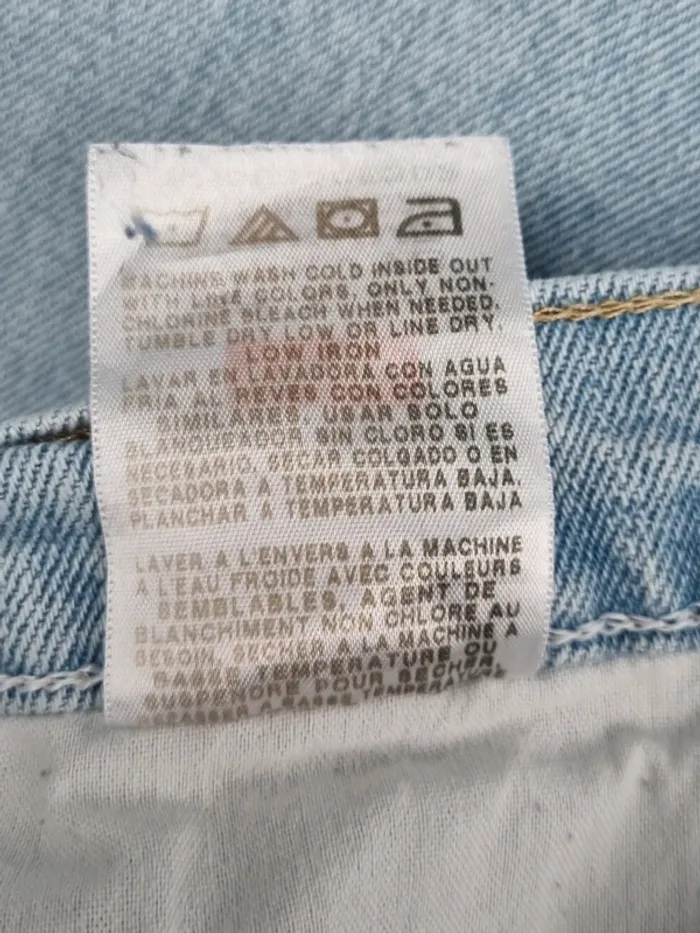 MACHINE WASH COLD INSIDE OUT
WITH LIKE COLORS, ONLY NON-
CHLORINE BLEACH WHEN NEEDED.
TUMBLE DRY LOW OR LINE DRY.
LOW IRON
LAVAR EN LAVADORA CON AGUA
FRIA AL REVES CON COLORES
SIMILARES. USAR SOLO
BLANQUEADOR SIN CLORO SI ES
NECESARIO. SECAR COLGADO O EN
SECADORA A TEMPERATURA BAJA.
PLANCHAR A TEMPERATURA BAJA
LAVER A L'ENVERS A LA MACHINE
A L'EAU FROIDE AVEC COULEURS
SEMBLABLES. AGENT DE
BLANCHIMENT NON CHLORE AU
BESOIN. SECHER A LA MACHINE A
BASSE TEMPERATURE OU
SUSPENDRE POUR SECHER.
A BASSE